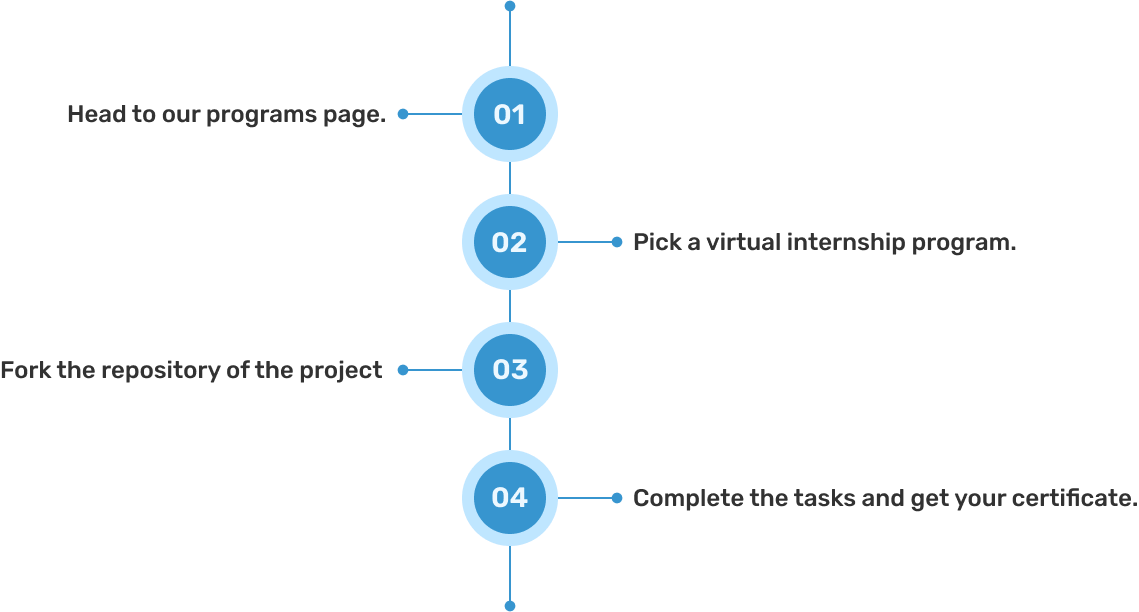 Head to our programs page.
01
02
Pick a virtual internship program.
Fork the repository of the project
03
04
Complete the tasks and get your certificate.